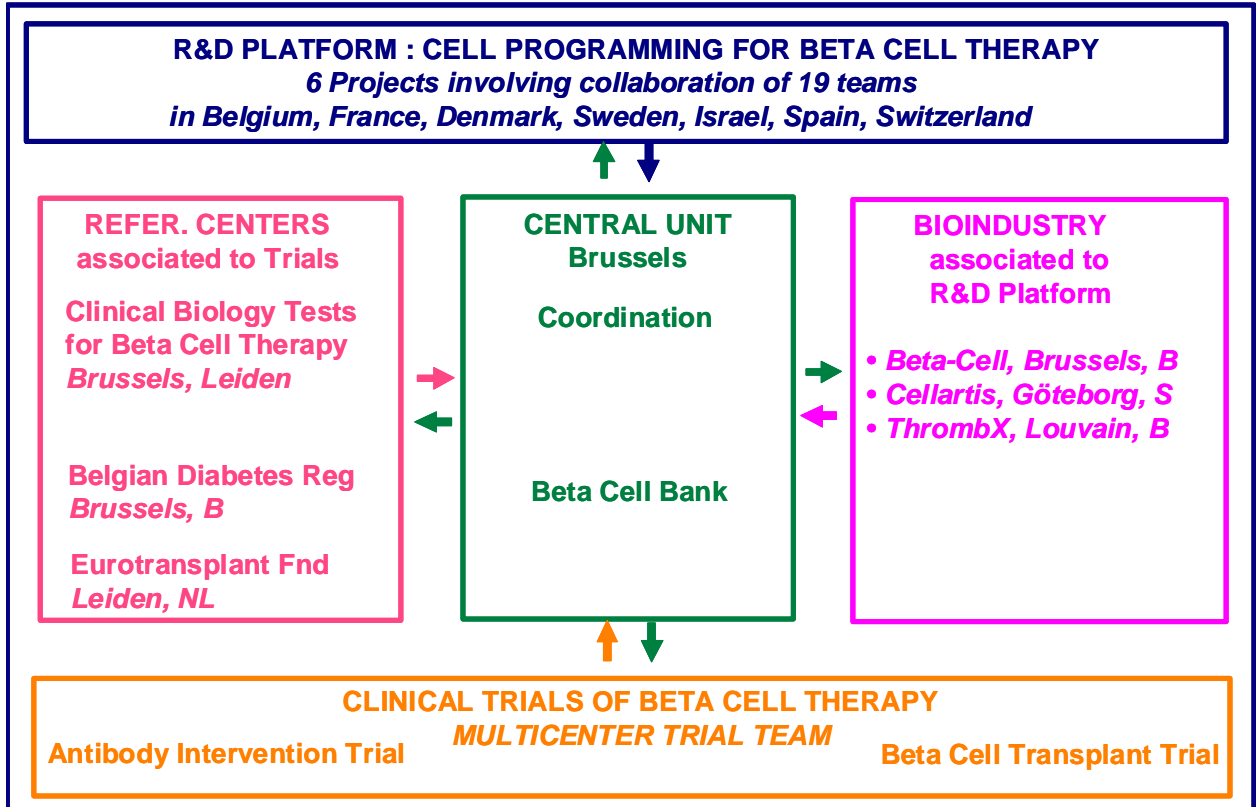 R&D PLATFORM : CELL PROGRAMMING FOR BETA CELL THERAPY
6 Projects involving collaboration of 19 teams
in Belgium, France, Denmark, Sweden, Israel, Spain, Switzerland
REFER. CENTERS
associated to Trials
Clinical Biology Tests
for Beta Cell Therapy
Brussels, Leiden
Belgian Diabetes Reg
Brussels, B
Eurotransplant Fnd
Leiden, NL
CENTRAL UNIT
Brussels
Coordination
Beta Cell Bank
BIOINDUSTRY
associated to
R&D Platform
• Beta-Cell, Brussels, B
• Cellartis, Göteborg, S
• ThrombX, Louvain, B
CLINICAL TRIALS OF BETA CELL THERAPY
MULTICENTER TRIAL TEAM
Antibody Intervention Trial
Beta Cell Transplant Trial